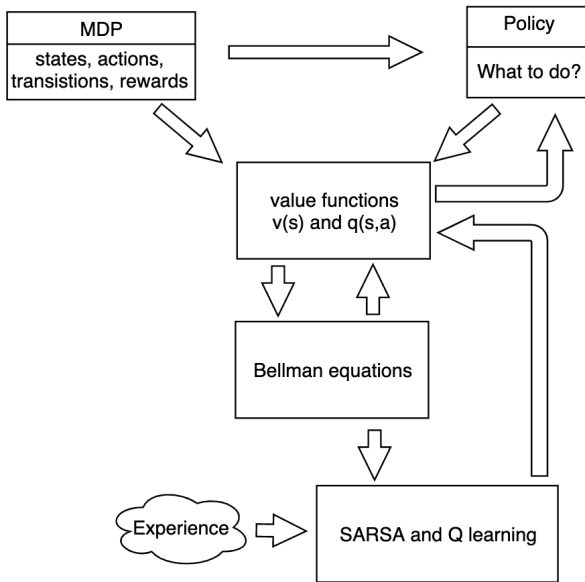 MDP
states, actions,
transistions, rewards
Policy
What to do?
value functions
v(s) and q(s,a)
Bellman equations
Experience
SARSA and Q learning